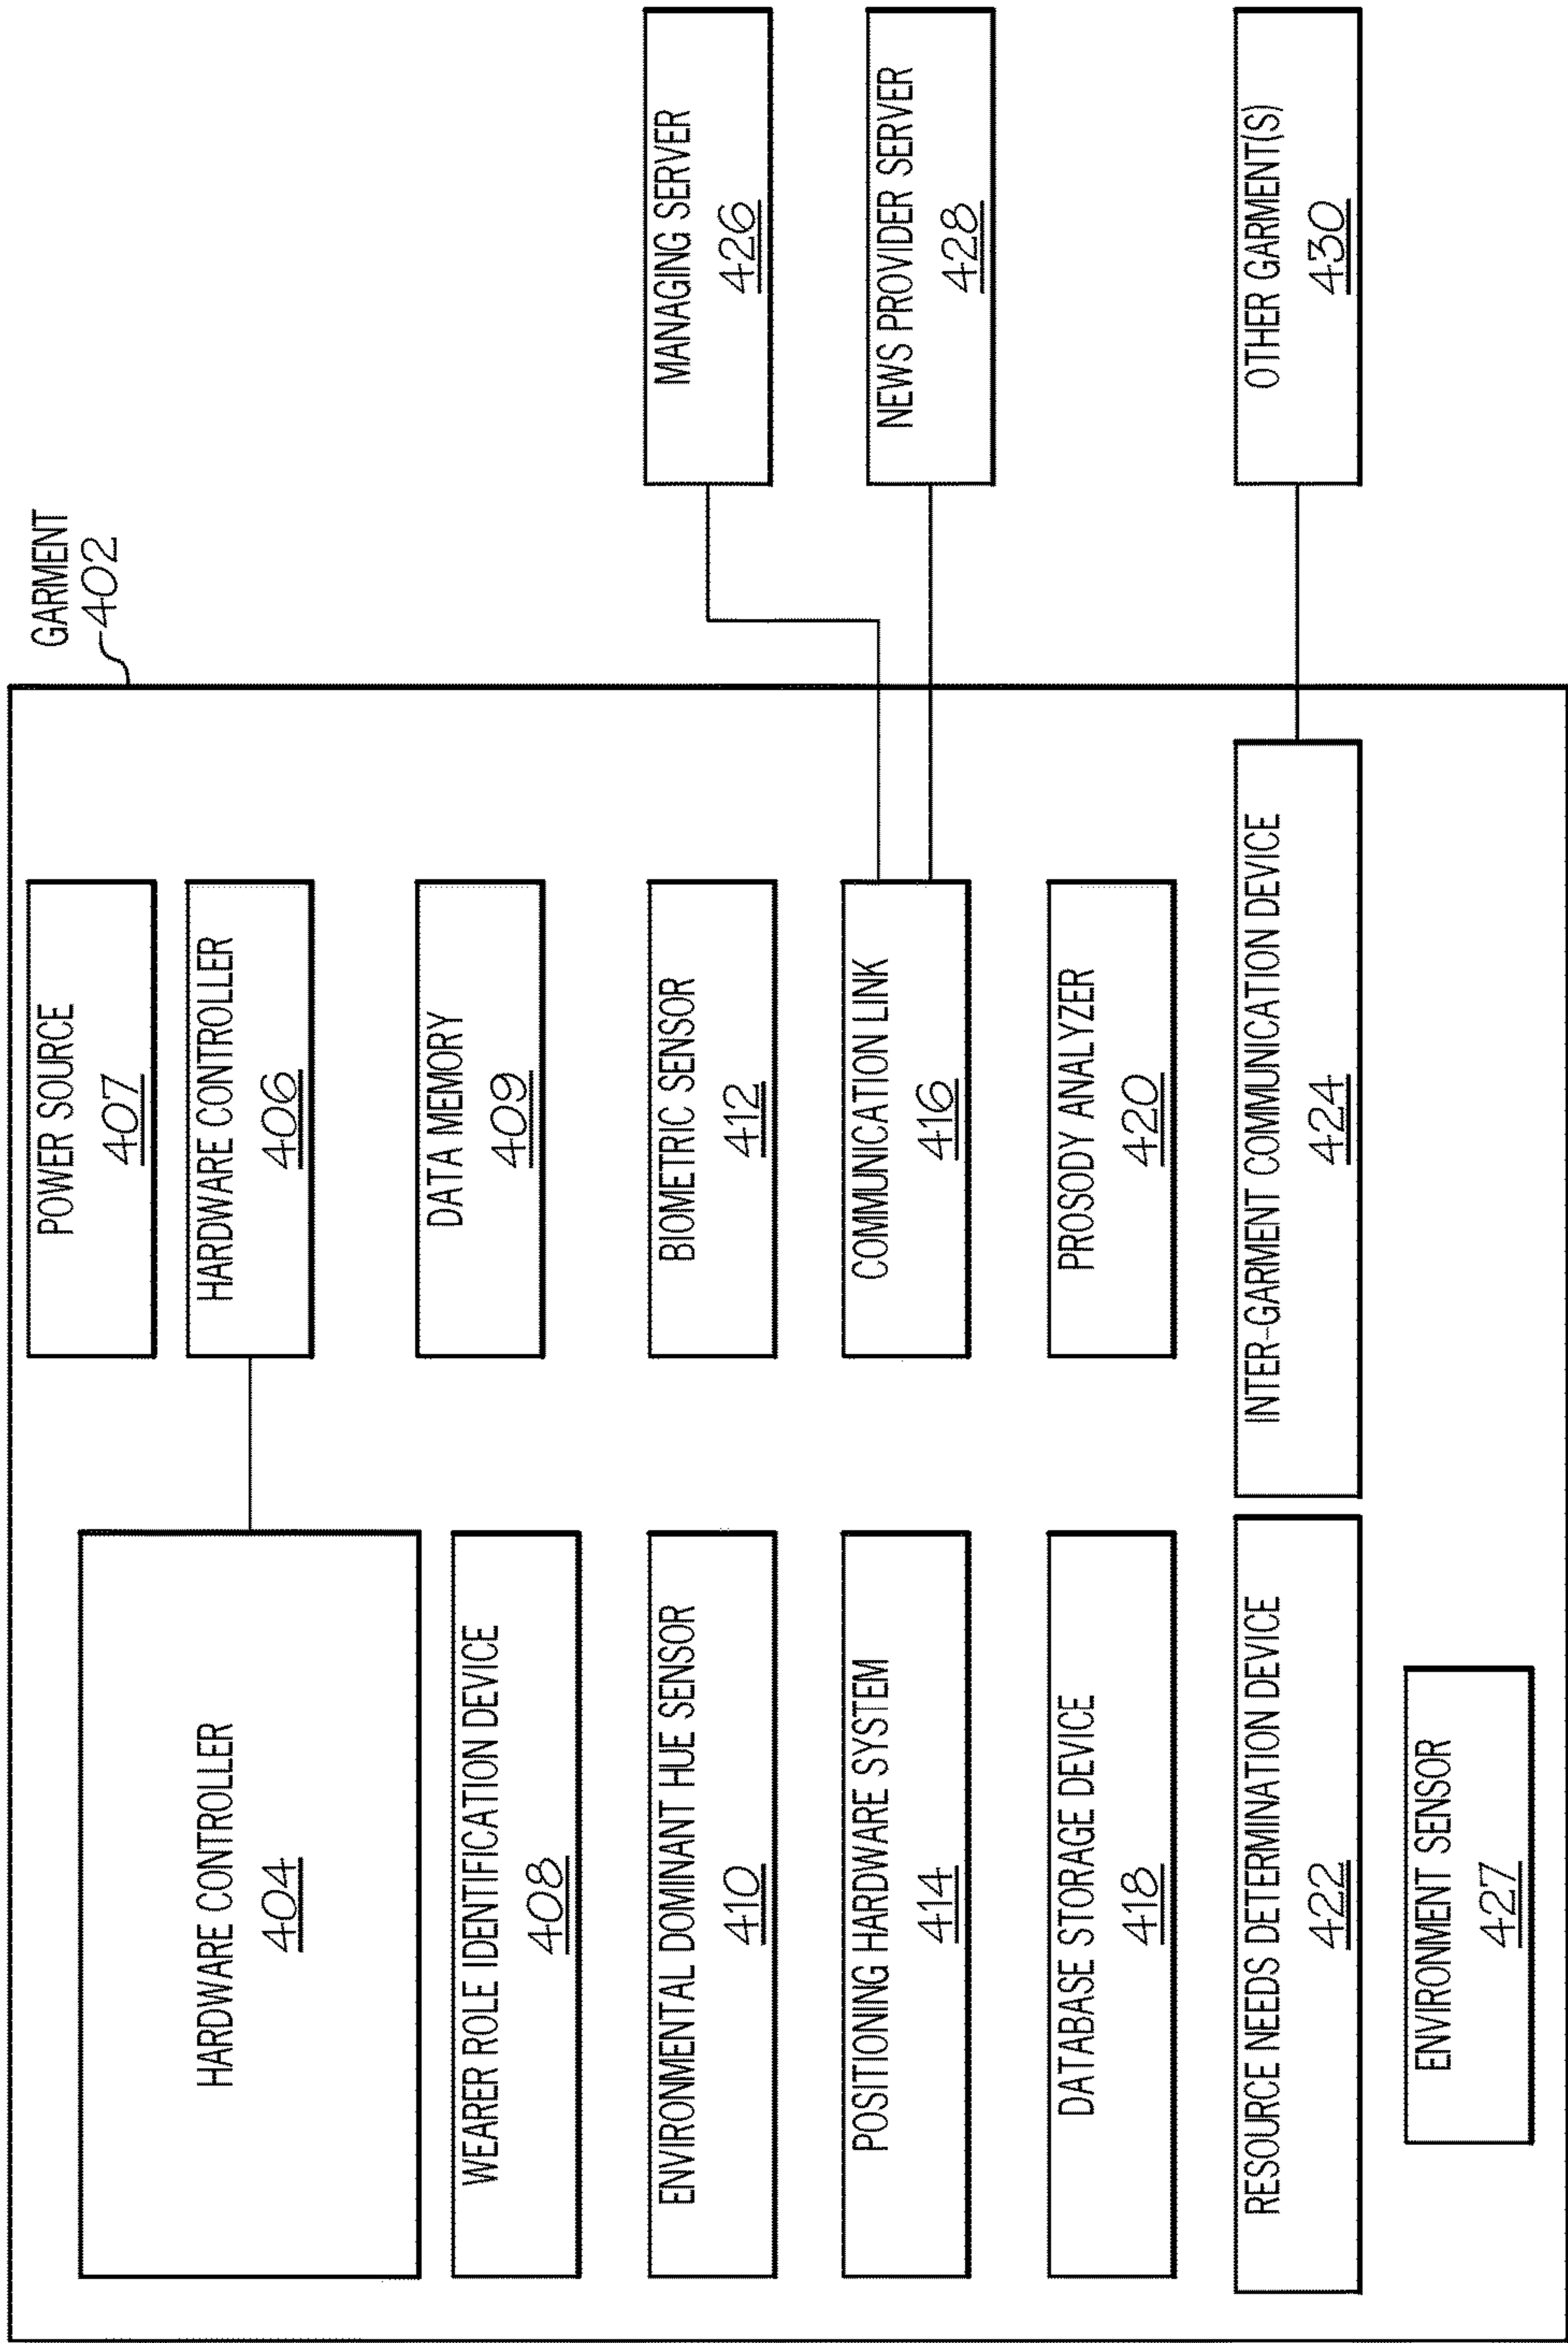 GARMENT
402
HARDWARE CONTROLLER
404
POWER SOURCE
407
HARDWARE CONTROLLER
406
WEARER ROLE IDENTIFICATION DEVICE
408
DATA MEMORY
409
ENVIRONMENTAL DOMINANT HUE SENSOR
410
BIOMETRIC SENSOR
412
MANAGING SERVER
426
POSITIONING HARDWARE SYSTEM
414
COMMUNICATION LINK
416
NEWS PROVIDER SERVER
428
DATABASE STORAGE DEVICE
418
PROSODY ANALYZER
420
RESOURCE NEEDS DETERMINATION DEVICE
422
INTER-GARMENT COMMUNICATION DEVICE
424
OTHER GARMENT(S)
430
ENVIRONMENT SENSOR
427